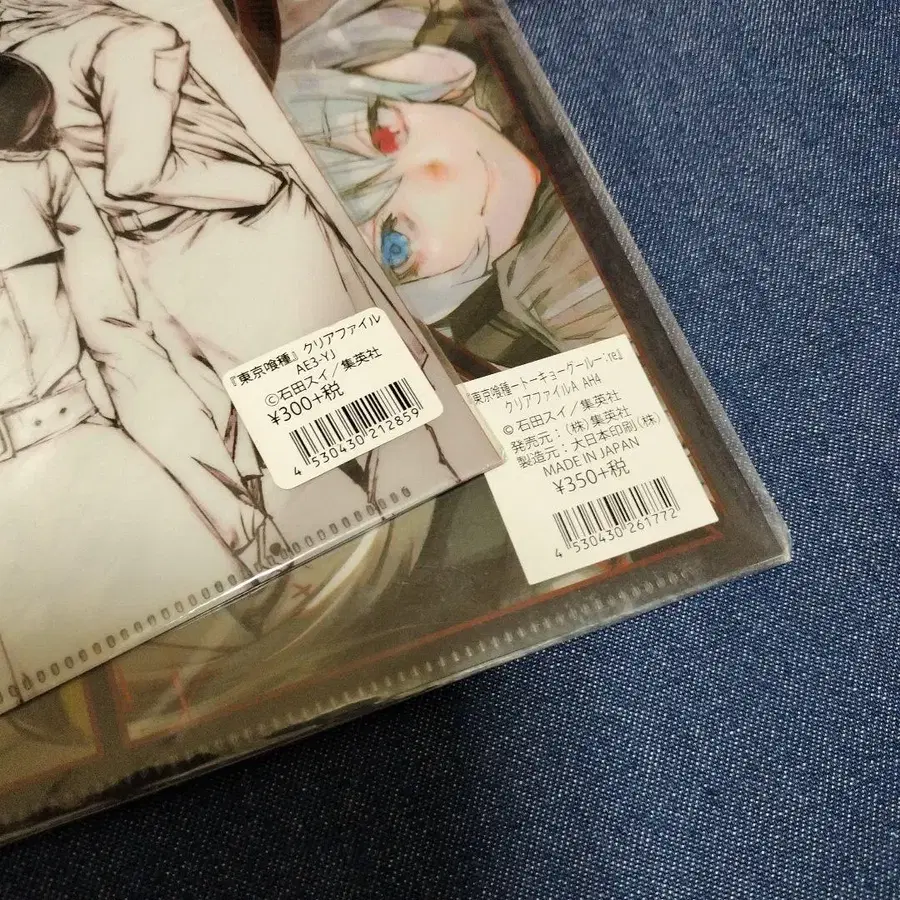 『東京喰種』クリアファイル
AE3-YJ
©石田スイ／集英社
¥300+税
4 530430 212859
『東京喰種ートーキョーグールー:re』
クリアファイルA AH4
©石田スイ／集英社
発売元：(株)集英社
製造元：大日本印刷(株)
MADE IN JAPAN
¥350+税
4 530430 261772